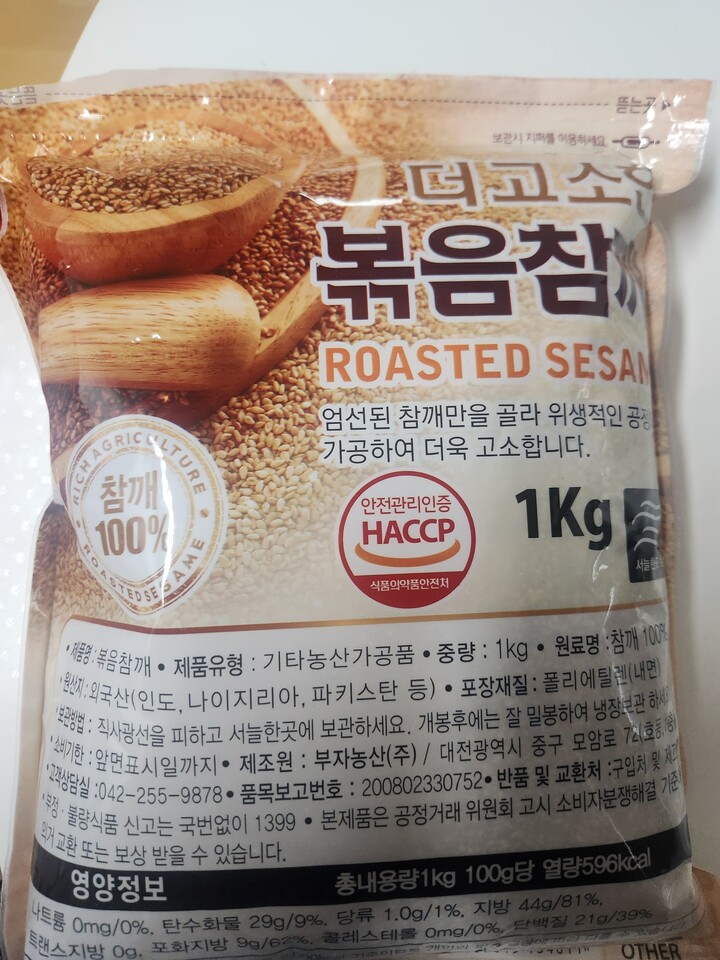 뜯는곳
보관시 지퍼를 이용하세요
더고소한
볶음참깨
ROASTED SESAM
엄선된 참깨만을 골라 위생적인 공정
가공하여 더욱 고소합니다.
RICHAGRICULTURE
참깨
100%
ROASTEDSESAME
안전관리인증
HACCP
식품의약품안전처
1Kg
서늘한
• 제품명 : 볶음참깨 • 제품유형 : 기타농산가공품 • 중량 : 1kg • 원료명 : 참깨 100%
• 원산지 : 외국산(인도, 나이지리아, 파키스탄 등) • 포장재질 : 폴리에틸렌(내면)
• 보관방법 : 직사광선을 피하고 서늘한곳에 보관하세요. 개봉후에는 잘 밀봉하여 냉장보관 하세요
• 소비기한 : 앞면표시일까지 • 제조원 : 부자농산(주) / 대전광역시 중구 모암로
• 고객상담실 : 042-255-9878 • 품목보고번호 : 200802330752 • 반품 및 교환처 : 구입처 및 제조
• 부정 · 불량식품 신고는 국번없이 1399 • 본제품은 공정거래 위원회 고시 소비자분쟁해결 기준
의거 교환 또는 보상 받을 수 있습니다.
영양정보
총내용량1kg 100g당 열량596kcal
나트륨 0mg/0%, 탄수화물 29g/9%, 당류 1.0g/1%, 지방 44g/81%,
트랜스지방 0g, 포화지방 9g/62%, 콜레스테롤 0mg/0%, 단백질 21g/39%
OTHER